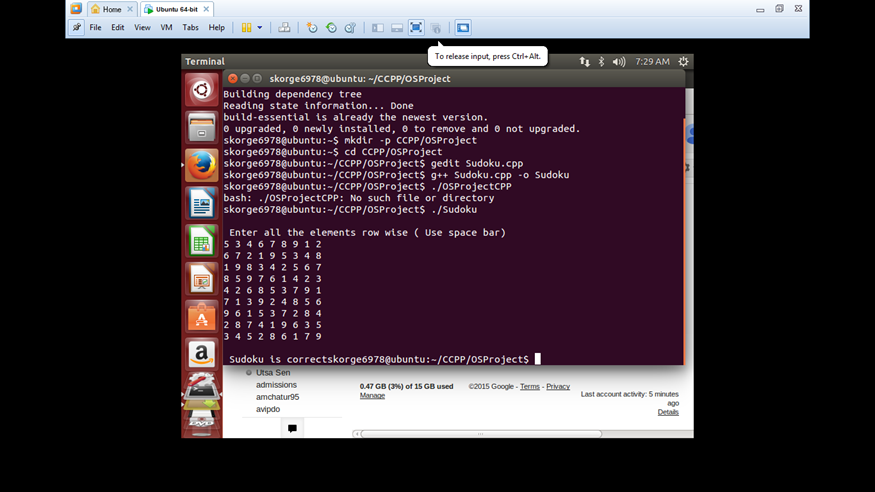 Home
Ubuntu 64-bit
File Edit View VM Tabs Help
To release input, press Ctrl+Alt.
Terminal
7:29 AM
skorge6978@ubuntu: ~/CCPP/OSProject
Building dependency tree
Reading state information... Done
build-essential is already the newest version.
0 upgraded, 0 newly installed, 0 to remove and 0 not upgraded.
skorge6978@ubuntu:~$ mkdir -p CCPP/OSProject
skorge6978@ubuntu:~$ cd CCPP/OSProject
skorge6978@ubuntu:~/CCPP/OSProject$ gedit Sudoku.cpp
skorge6978@ubuntu:~/CCPP/OSProject$ g++ Sudoku.cpp -o Sudoku
skorge6978@ubuntu:~/CCPP/OSProject$ ./OSProjectCPP
bash: ./OSProjectCPP: No such file or directory
skorge6978@ubuntu:~/CCPP/OSProject$ ./Sudoku
Enter all the elements row wise ( Use space bar)
5 3 4 6 7 8 9 1 2
6 7 2 1 9 5 3 4 8
1 9 8 3 4 2 5 6 7
8 5 9 7 6 1 4 2 3
4 2 6 8 5 3 7 9 1
7 1 3 9 2 4 8 5 6
9 6 1 5 3 7 2 8 4
2 8 7 4 1 9 6 3 5
3 4 5 2 8 6 1 7 9
Sudoku is correctskorge6978@ubuntu:~/CCPP/OSProject$
Utsa Sen
admissions
amchatur95
avipdo
0.47 GB (3%) of 15 GB used
Manage
©2015 Google - Terms - Privacy
Last account activity: 5 minutes
ago
Details